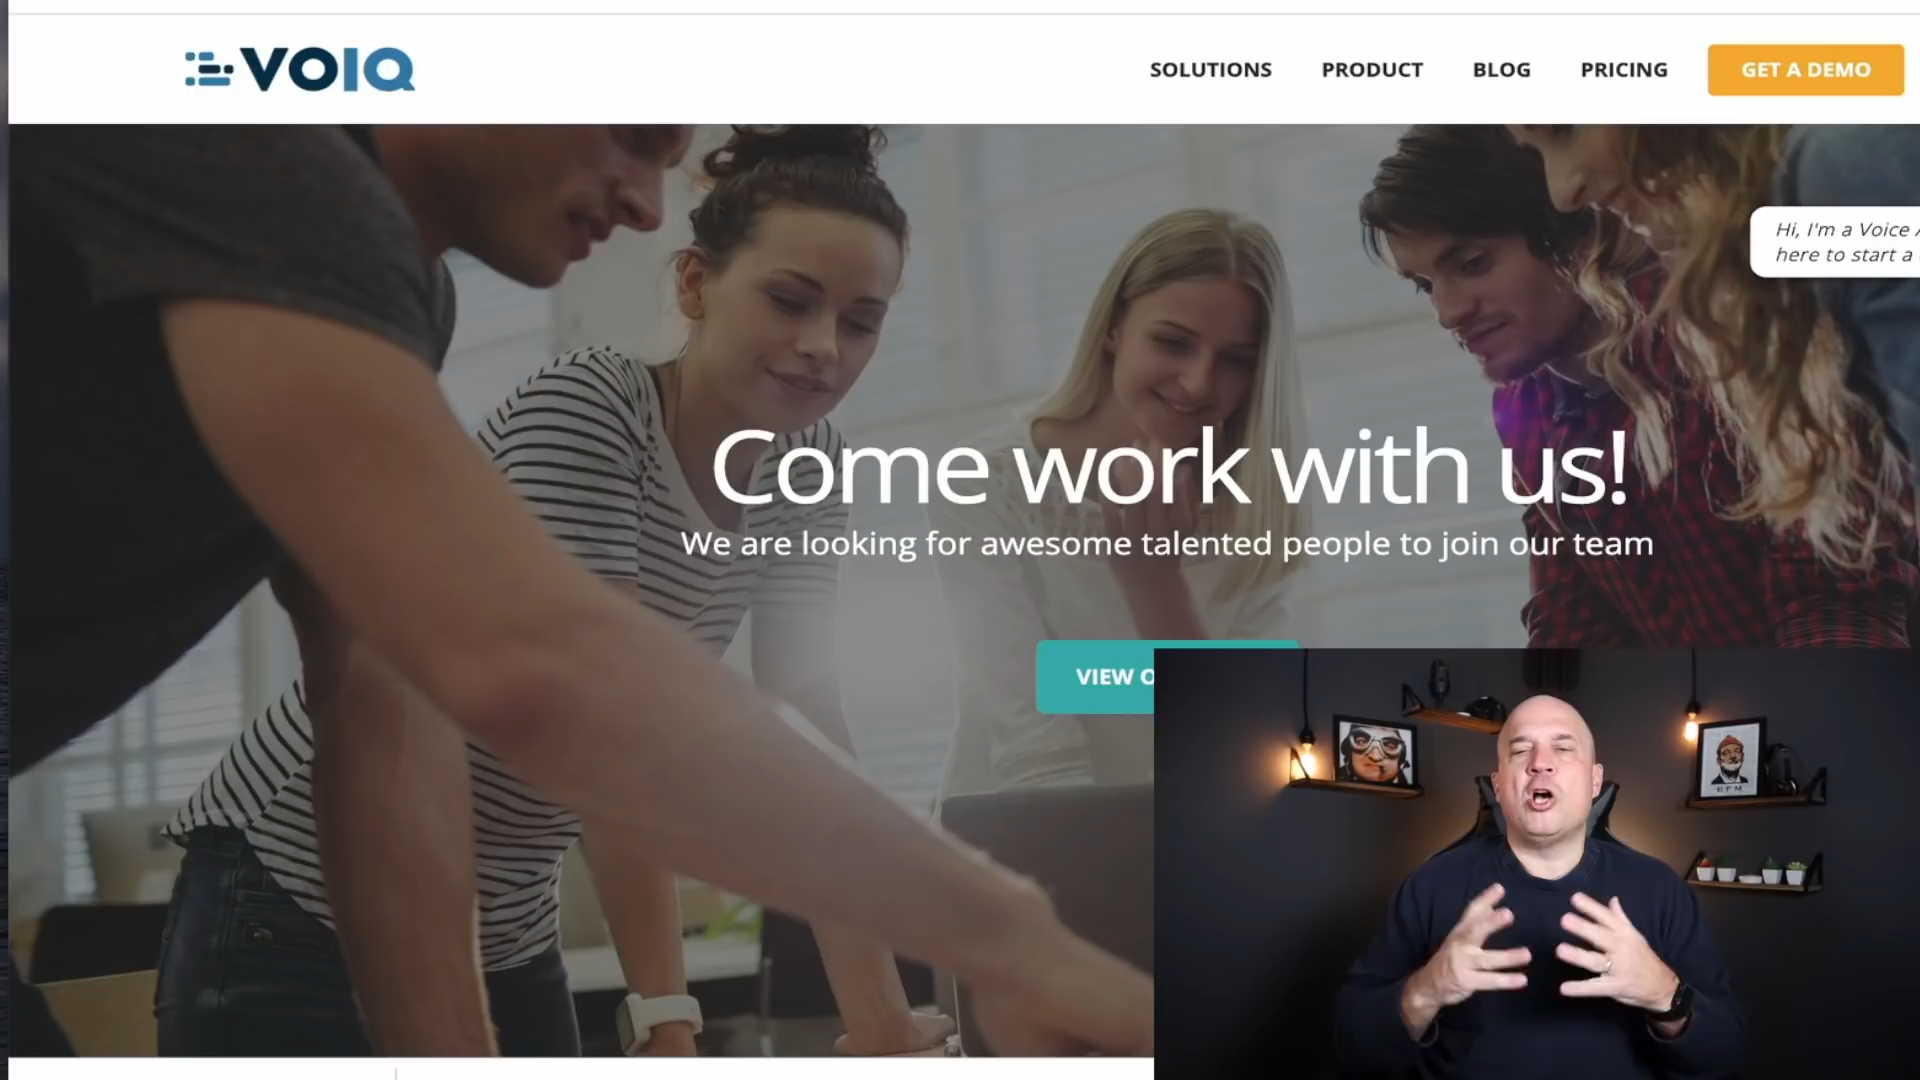 VOIQ
SOLUTIONS
PRODUCT
BLOG
PRICING
GET A DEMO
Hi, I'm a Voice
here to start a
Come work with us!
We are looking for awesome talented people to join our team
VIEW
BFM